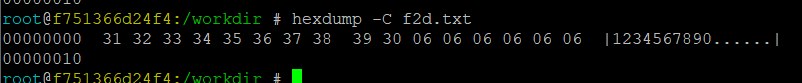 00000010
root@f751366d24f4:/workdir # hexdump -C f2d.txt
00000000  31 32 33 34 35 36 37 38  39 30 06 06 06 06 06 06  |1234567890......|
00000010
root@f751366d24f4:/workdir #